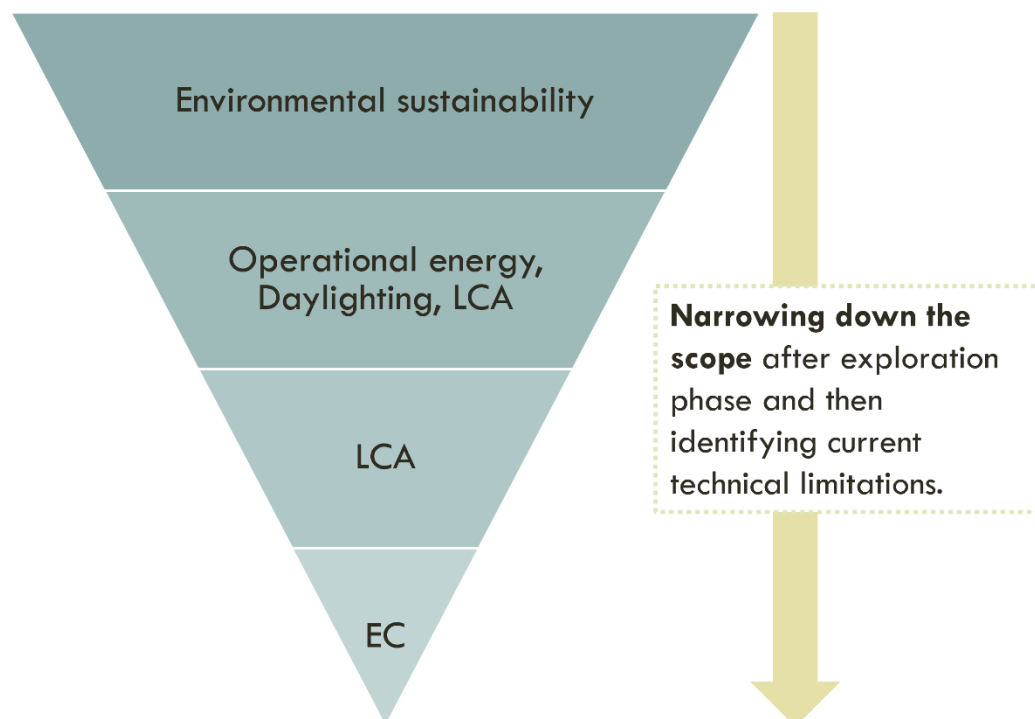 Environmental sustainability
Operational energy,
Daylighting, LCA
Narrowing down the
scope after exploration
phase and then
identifying current
technical limitations.
LCA
EC